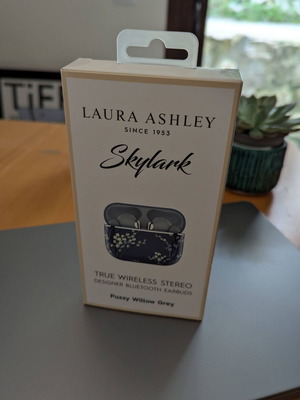 LAURA ASHLEY
SINCE 1953
Skylark
TRUE WIRELESS STEREO
DESIGNER BLUETOOTH EARBUDS
Pussy Willow Grey